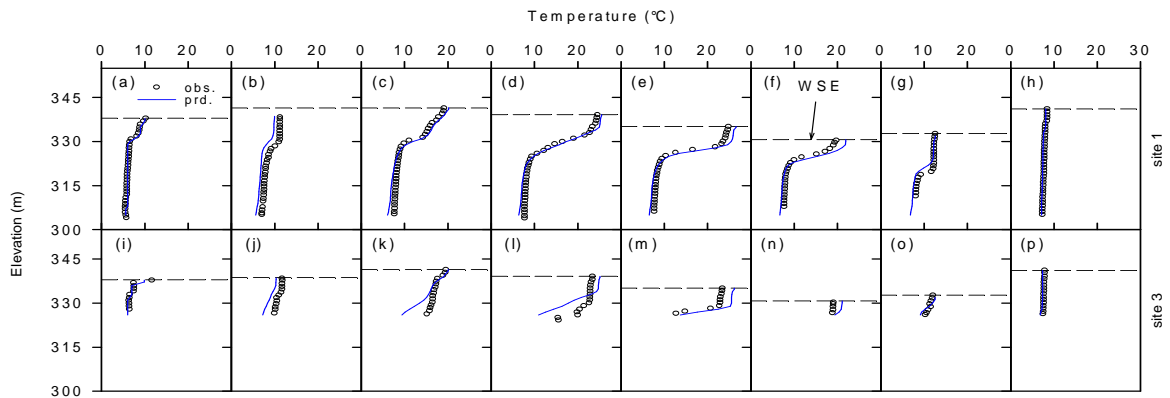 Temperature (°C)
0 10 20 0 10 20 0 10 20 0 10 20 0 10 20 0 10 20 0 10 20 0 10 20 30
(a) (b) (c) (d) (e) (f) (g) (h)
obs.
prd.
WSE
345
330
315
300
site 1
Elevation (m)
(i) (j) (k) (l) (m) (n) (o) (p)
345
330
315
300
site 3